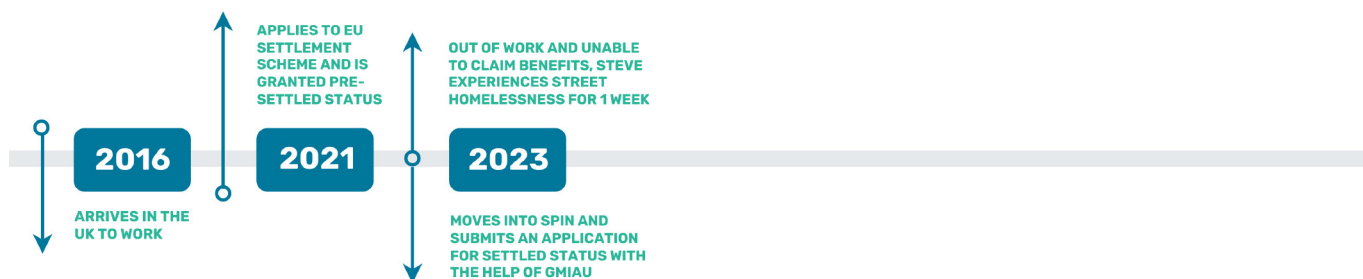 2016
ARRIVES IN THE
UK TO WORK
APPLIES TO EU
SETTLEMENT
SCHEME AND IS
GRANTED PRE-
SETTLED STATUS
2021
OUT OF WORK AND UNABLE
TO CLAIM BENEFITS, STEVE
EXPERIENCES STREET
HOMELESSNESS FOR 1 WEEK
2023
MOVES INTO SPIN AND
SUBMITS AN APPLICATION
FOR SETTLED STATUS WITH
THE HELP OF GMIAU